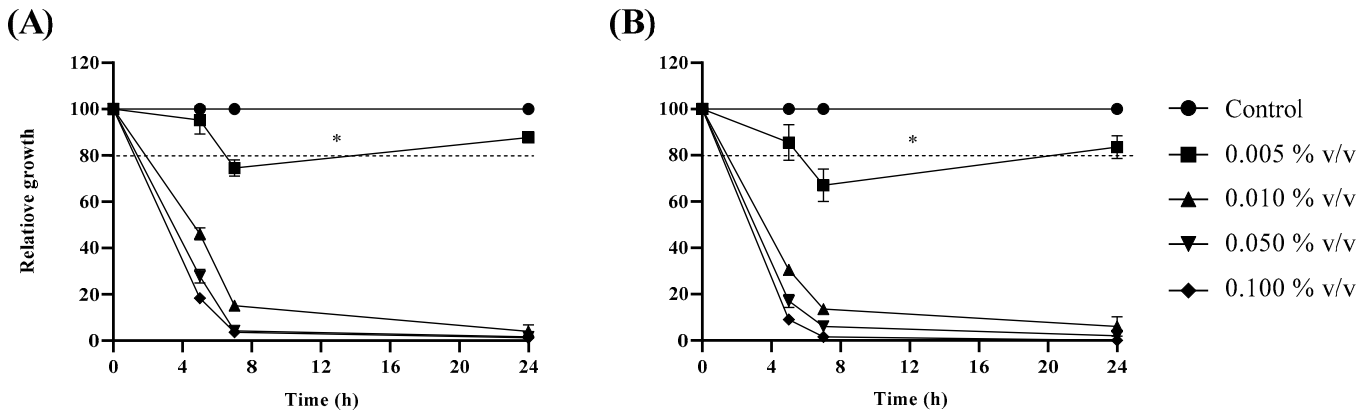 (A)
120
100
80
60
40
20
0
*
0 4 8 12 16 20 24
Time (h)
Relatiove growth
(B)
120
100
80
60
40
20
0
*
0 4 8 12 16 20 24
Time (h)
Control
0.005 % v/v
0.010 % v/v
0.050 % v/v
0.100 % v/v